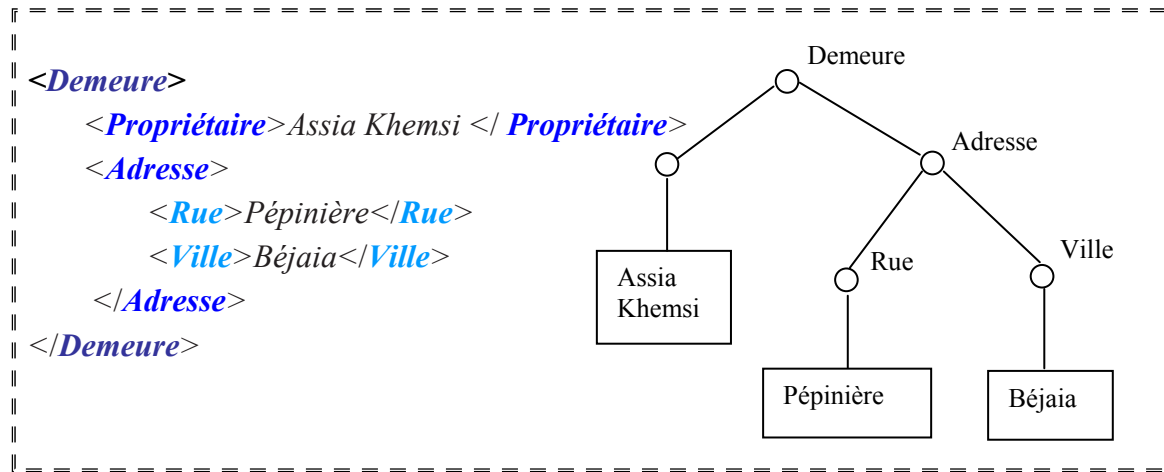 <Demeure>
<Propriétaire>Assia Khemsi </ Propriétaire>
<Adresse>
<Rue>Pépinière</Rue>
<Ville>Béjaia</Ville>
</Adresse>
</Demeure>
Demeure
Adresse
Rue
Ville
Assia
Khemsi
Pépinière
Béjaia